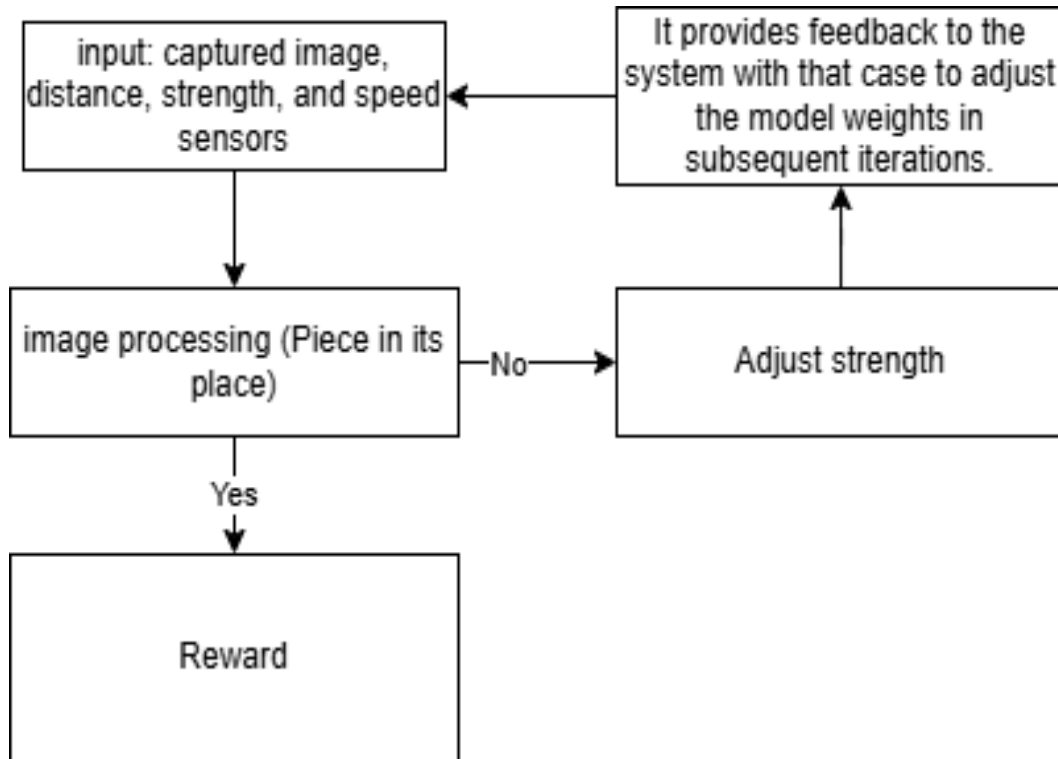 input: captured image,
distance, strength, and speed
sensors
It provides feedback to the
system with that case to adjust
the model weights in
subsequent iterations.
image processing (Piece in its
place)
No
Adjust strength
Yes
Reward